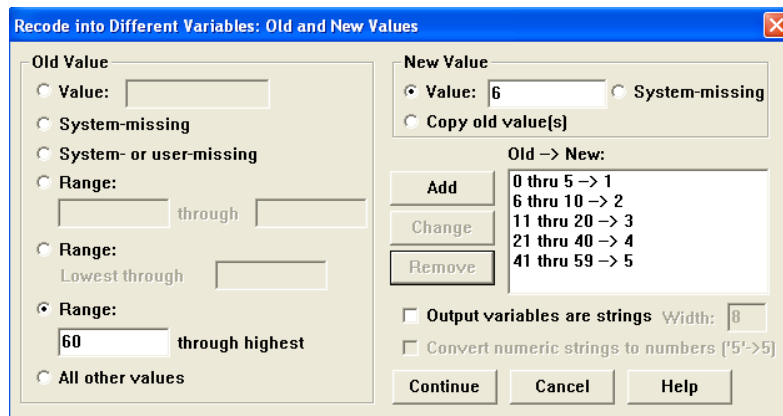 Recode into Different Variables: Old and New Values
Old Value
Value:
System-missing
System- or user-missing
Range:
through
Range:
Lowest through
Range:
60 through highest
All other values
New Value
Value: 6 System-missing
Copy old value(s)
Old --> New:
Add
Change
Remove
0 thru 5 --> 1
6 thru 10 --> 2
11 thru 20 --> 3
21 thru 40 --> 4
41 thru 59 --> 5
Output variables are strings Width: 8
Convert numeric strings to numbers ('5'->5)
Continue Cancel Help